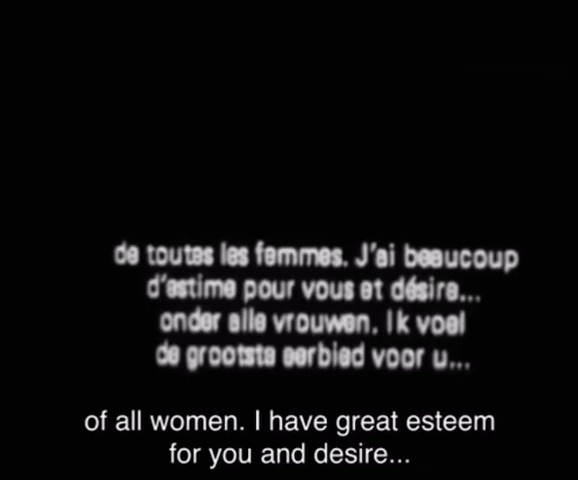 de toutes les femmes. J'ai beaucoup
d'estime pour vous et désire...
onder alle vrouwen. Ik voel
de grootste eerbied voor u...
of all women. I have great esteem
for you and desire...